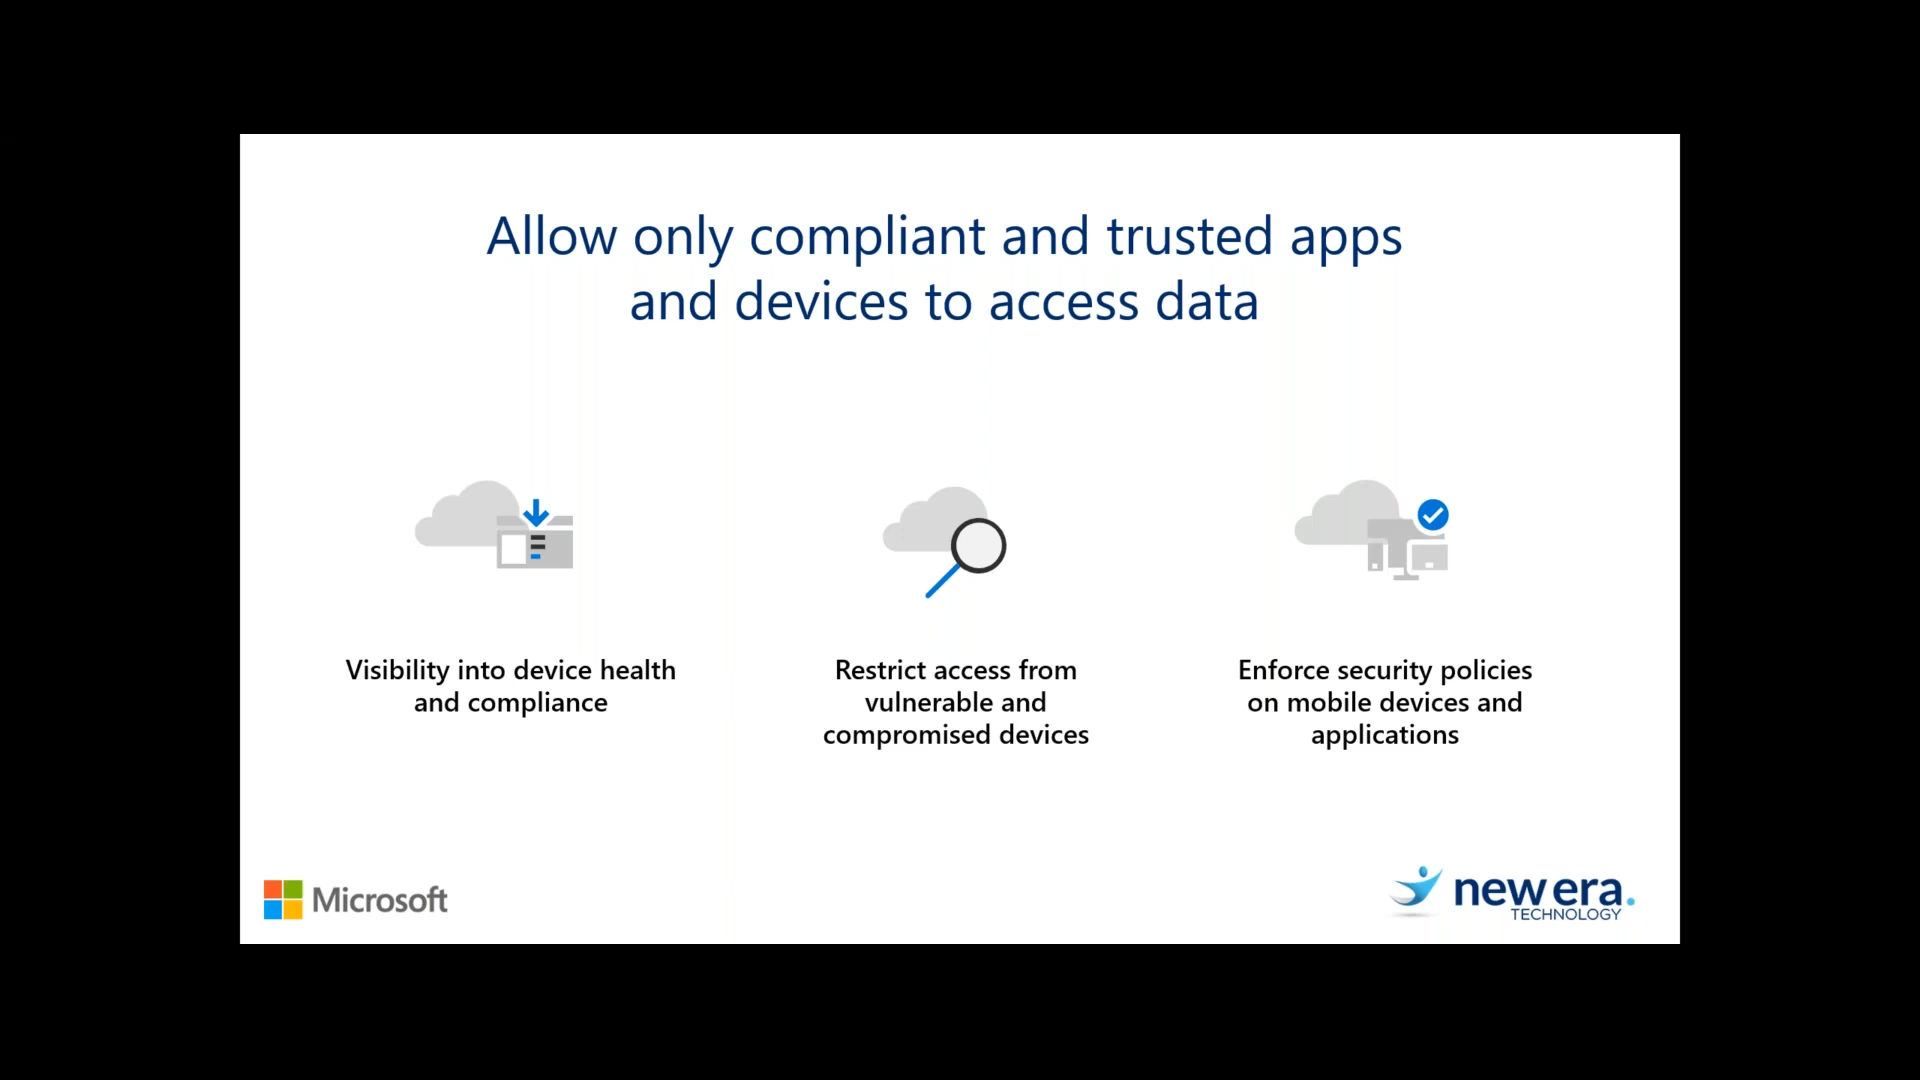 Allow only compliant and trusted apps
and devices to access data
Visibility into device health
and compliance
Restrict access from
vulnerable and
compromised devices
Enforce security policies
on mobile devices and
applications
Microsoft
new era.
TECHNOLOGY